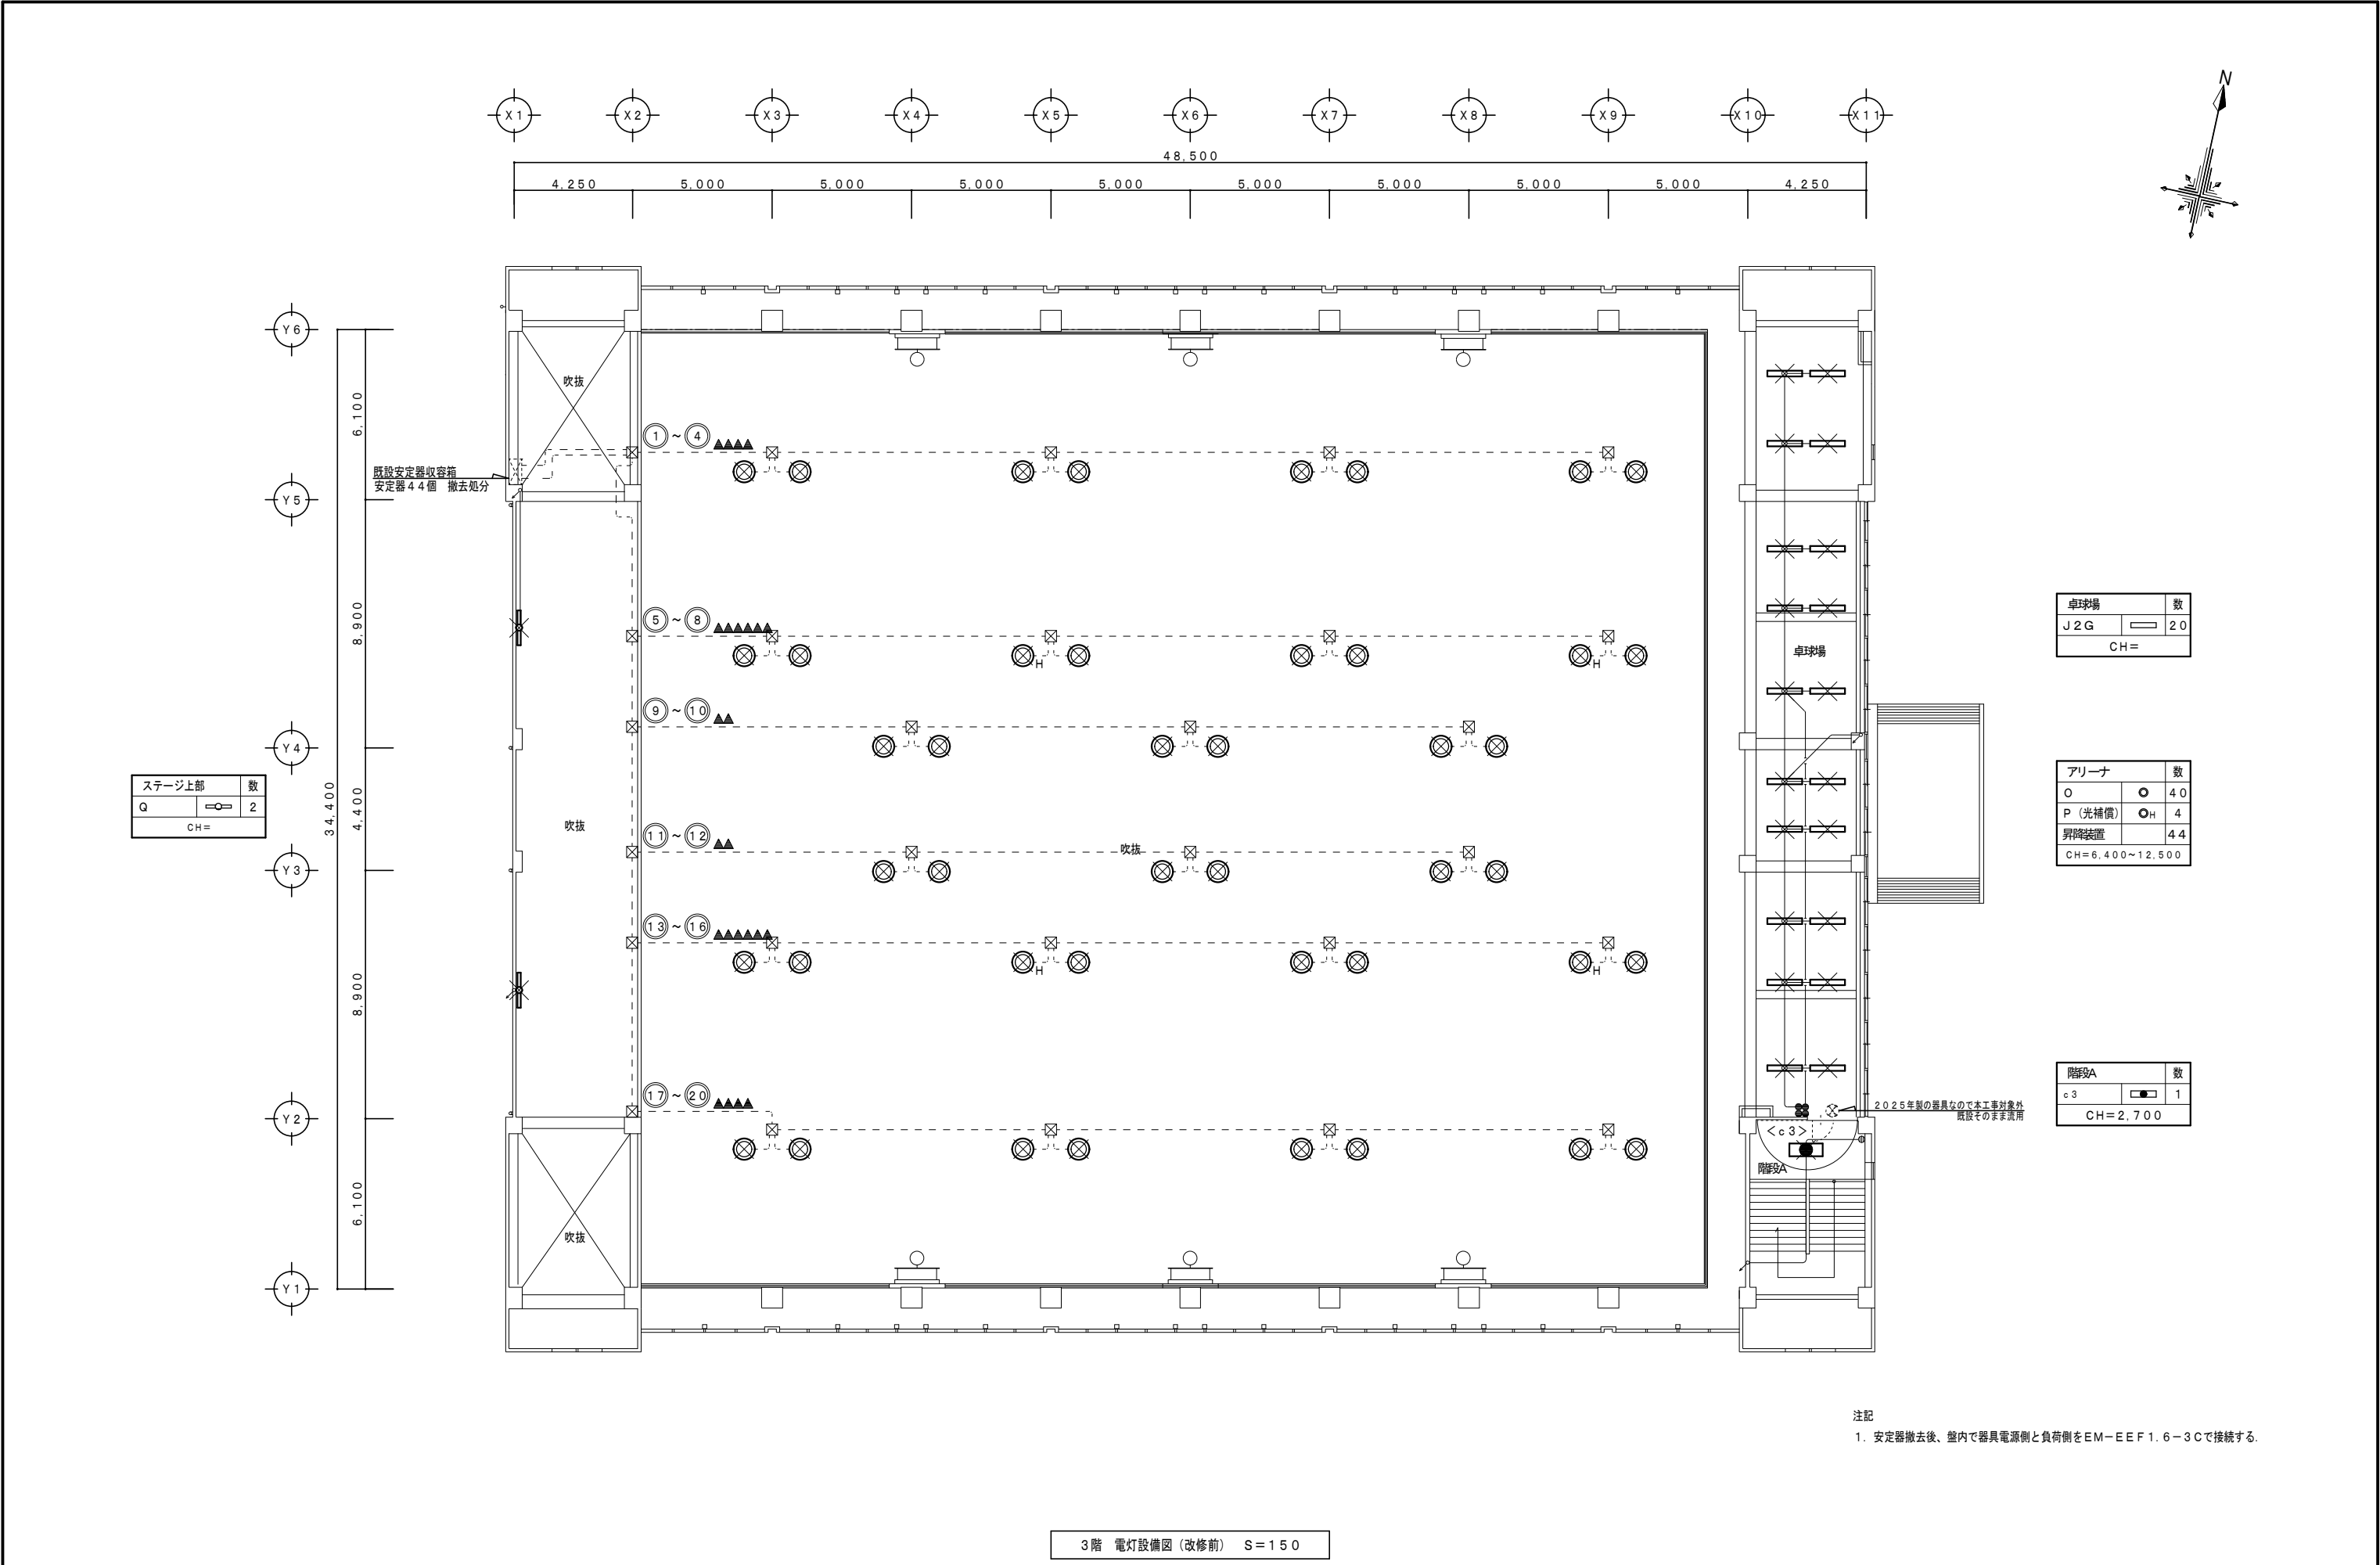 N
X1 X2 X3 X4 X5 X6 X7 X8 X9 X10 X11
48,500
4,250 5,000 5,000 5,000 5,000 5,000 5,000 5,000 5,000 4,250
Y6
Y5
Y4
Y3
Y2
Y1
34,400
6,100
8,900
4,400
8,900
6,100
吹抜
既設安定器収容箱
安定器44個 撤去処分
1 ~ 4
5 ~ 8
H H
9 ~ 10
11 ~ 12
吹抜
吹抜
13 ~ 16
H H
17 ~ 20
吹抜
ステージ上部 数
Q 2
CH=
卓球場
卓球場 数
J2G 20
CH=
アリーナ 数
O 40
P (光補償) H 4
昇降装置 44
CH=6,400~12,500
階段A 数
c3 1
CH=2,700
2025年製の器具なので本工事対象外
既設そのまま流用
<c3>
階段A
注記
1. 安定器撤去後、盤内で器具電源側と負荷側をEM-EEF1.6-3Cで接続する.
3階 電灯設備図(改修前) S=150